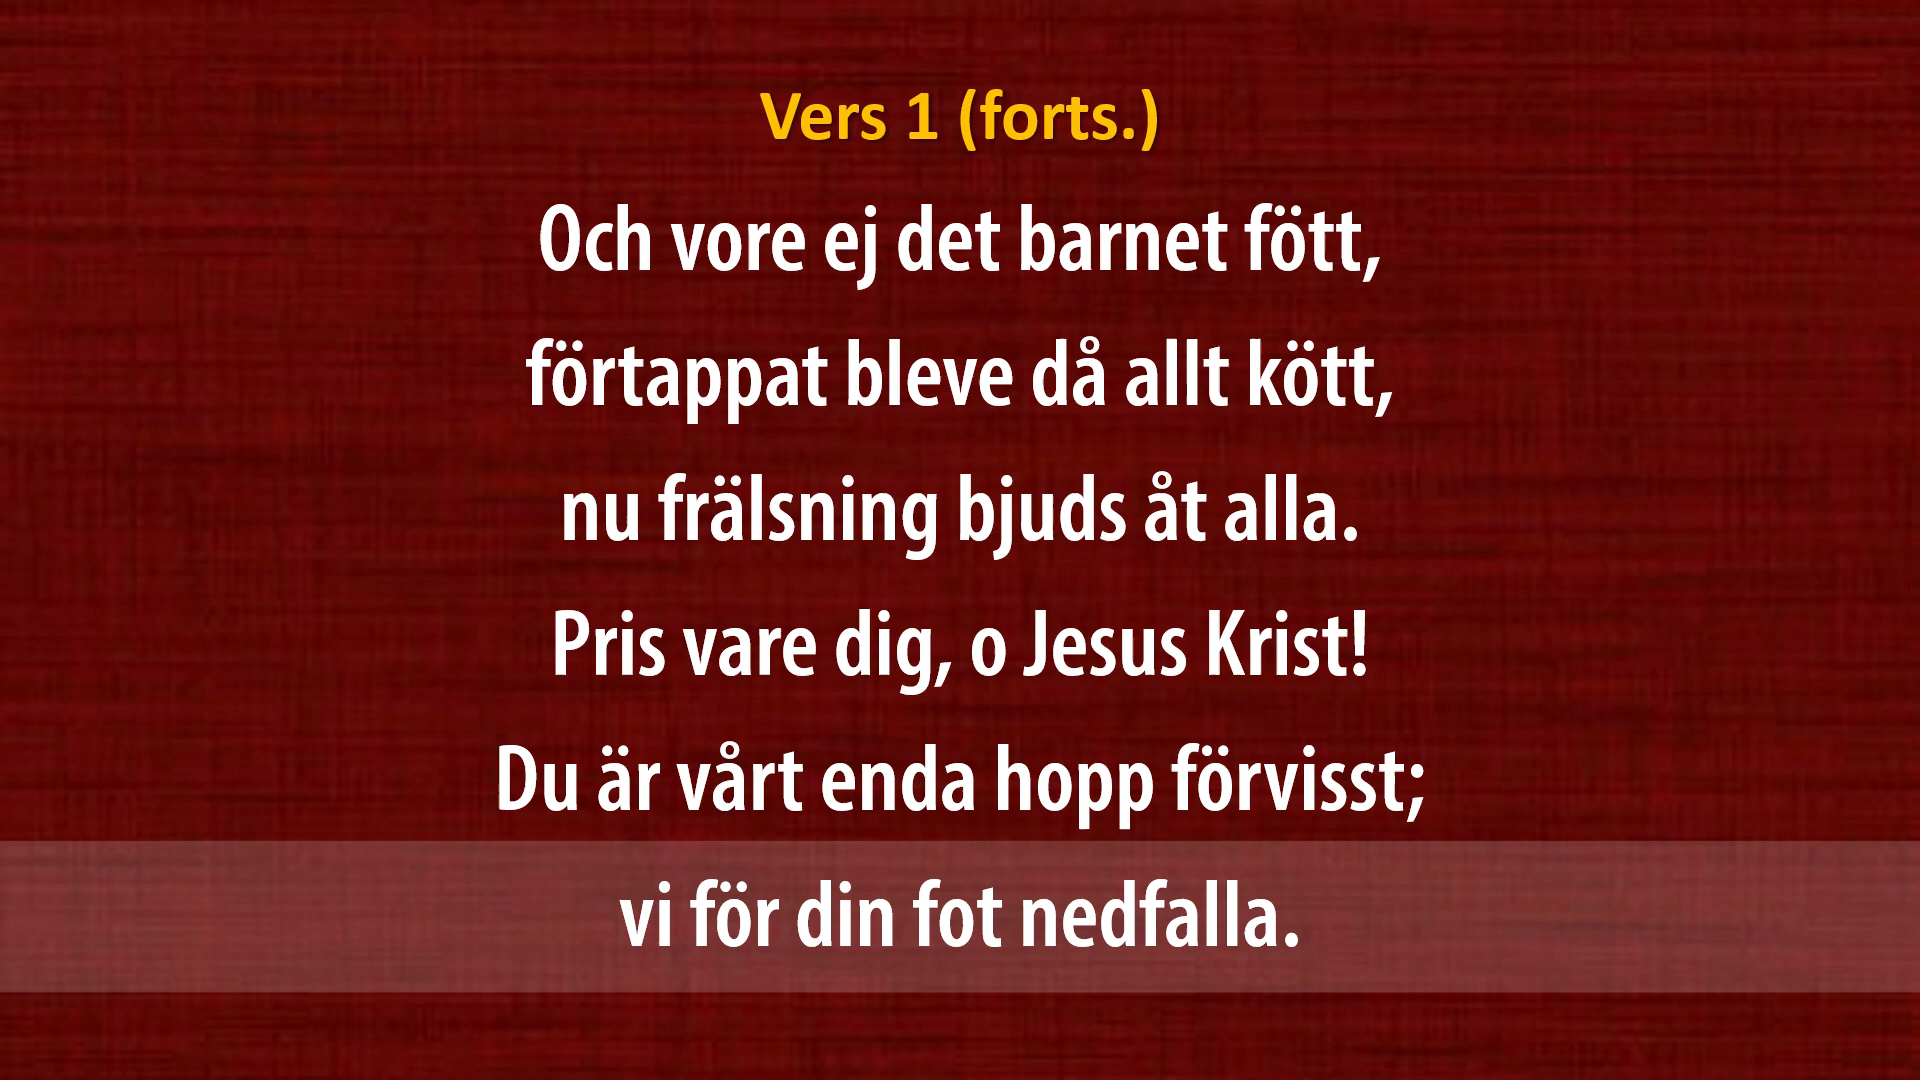 Vers 1 (forts.)
Och vore ej det barnet fött,
förtappat bleve då allt kött,
nu frälsning bjuds åt alla.
Pris vare dig, o Jesus Krist!
Du är vårt enda hopp förvisst;
vi för din fot nedfalla.